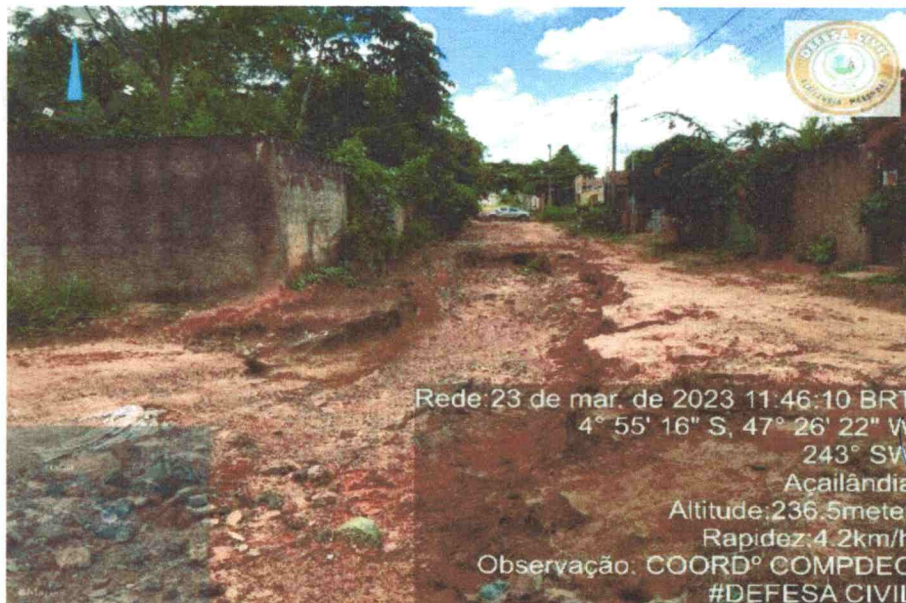 DEFESA CIVIL
Rede:23 de mar. de 2023 11:46:10 BRT
4° 55' 16" S, 47° 26' 22" W
243° SW
Açailândia
Altitude:236.5meter
Rapidez:4.2km/h
Observação: COORDº COMPDEC
#DEFESA CIVIL